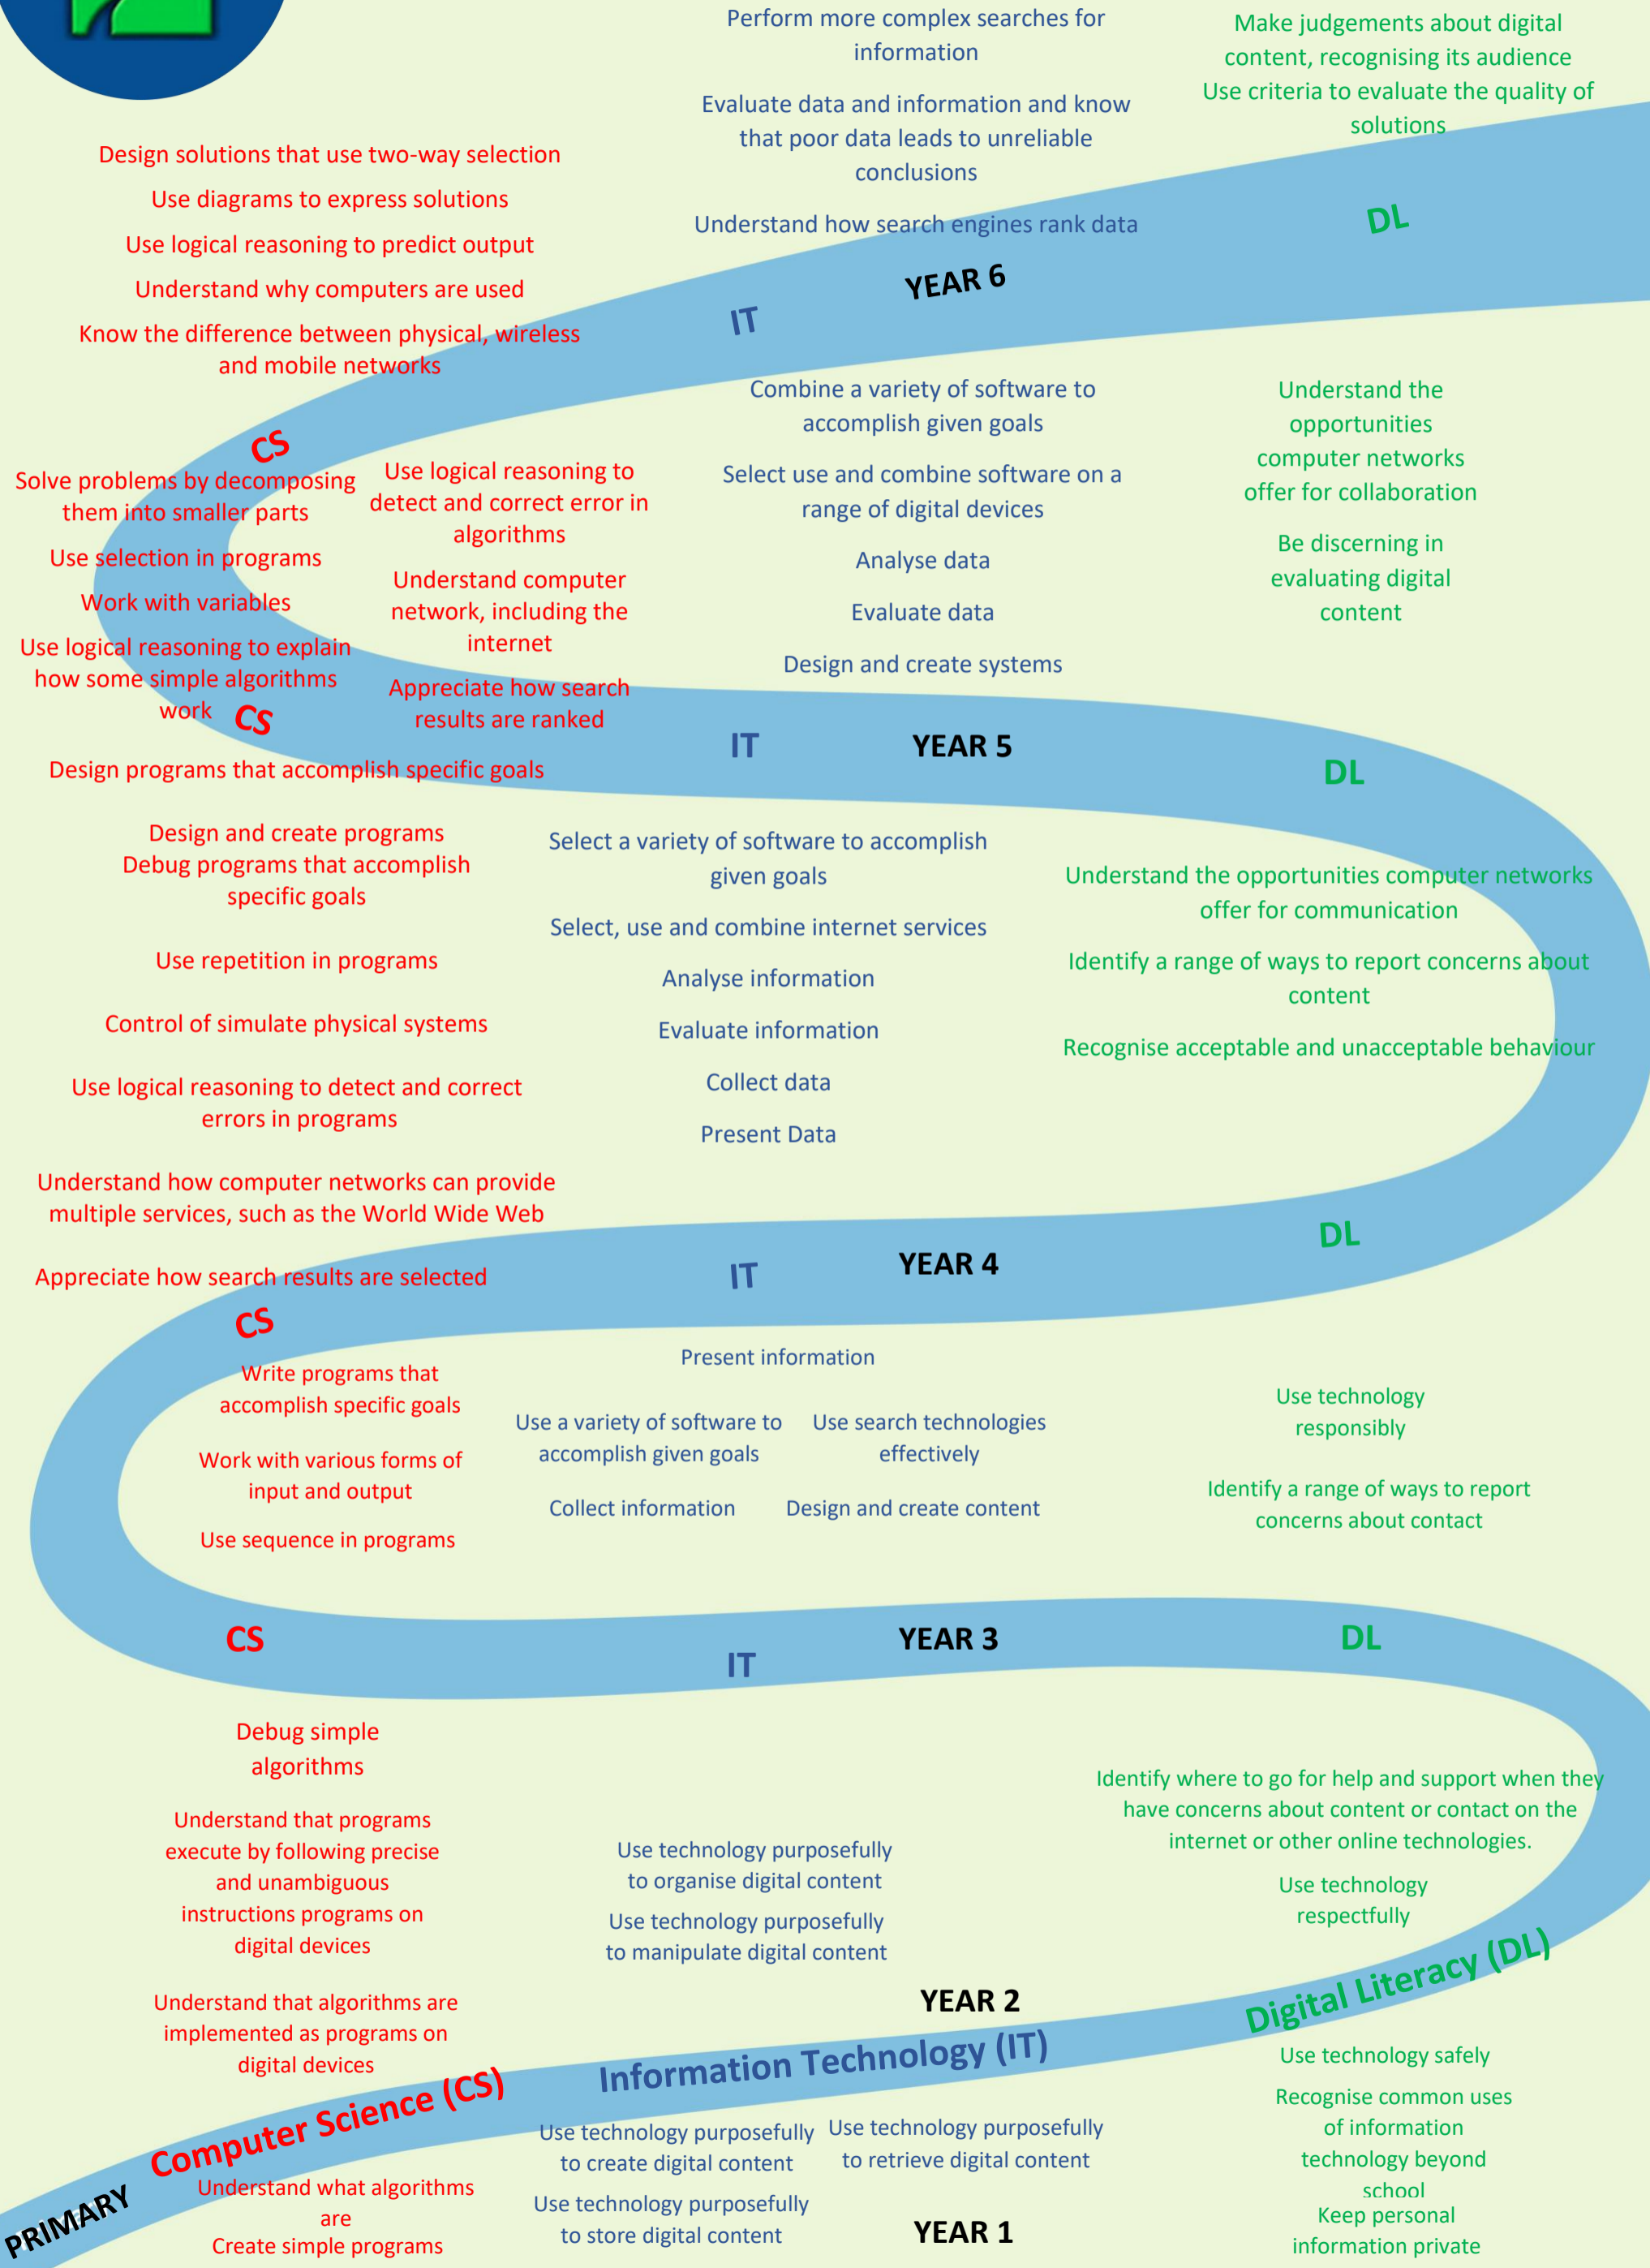 Perform more complex searches for
information
Evaluate data and information and know
that poor data leads to unreliable
conclusions
Understand how search engines rank data
Make judgements about digital
content, recognising its audience
Use criteria to evaluate the quality of
solutions
Design solutions that use two-way selection
Use diagrams to express solutions
Use logical reasoning to predict output
Understand why computers are used
Know the difference between physical, wireless
and mobile networks
DL
YEAR 6
IT
CS
Solve problems by decomposing
them into smaller parts
Use selection in programs
Work with variables
Use logical reasoning to explain
how some simple algorithms
work
Use logical reasoning to
detect and correct error in
algorithms
Understand computer
network, including the
internet
Appreciate how search
results are ranked
Combine a variety of software to
accomplish given goals
Select use and combine software on a
range of digital devices
Analyse data
Evaluate data
Design and create systems
Understand the
opportunities
computer networks
offer for collaboration
Be discerning in
evaluating digital
content
CS
IT
YEAR 5
DL
Design programs that accomplish specific goals
Design and create programs
Debug programs that accomplish
specific goals
Use repetition in programs
Control of simulate physical systems
Use logical reasoning to detect and correct
errors in programs
Understand how computer networks can provide
multiple services, such as the World Wide Web
Appreciate how search results are selected
Select a variety of software to accomplish
given goals
Select, use and combine internet services
Analyse information
Evaluate information
Collect data
Present Data
Understand the opportunities computer networks
offer for communication
Identify a range of ways to report concerns about
content
Recognise acceptable and unacceptable behaviour
DL
YEAR 4
IT
CS
Write programs that
accomplish specific goals
Work with various forms of
input and output
Use sequence in programs
Present information
Use a variety of software to
accomplish given goals
Use search technologies
effectively
Collect information
Design and create content
Use technology
responsibly
Identify a range of ways to report
concerns about contact
CS
IT
YEAR 3
DL
Debug simple
algorithms
Understand that programs
execute by following precise
and unambiguous
instructions programs on
digital devices
Understand that algorithms are
implemented as programs on
digital devices
Use technology purposefully
to organise digital content
Use technology purposefully
to manipulate digital content
Identify where to go for help and support when they
have concerns about content or contact on the
internet or other online technologies.
Use technology
respectfully
YEAR 2
Digital Literacy (DL)
Information Technology (IT)
Computer Science (CS)
PRIMARY
Understand what algorithms
are
Create simple programs
Use technology purposefully
to create digital content
Use technology purposefully
to retrieve digital content
Use technology purposefully
to store digital content
YEAR 1
Use technology safely
Recognise common uses
of information
technology beyond
school
Keep personal
information private